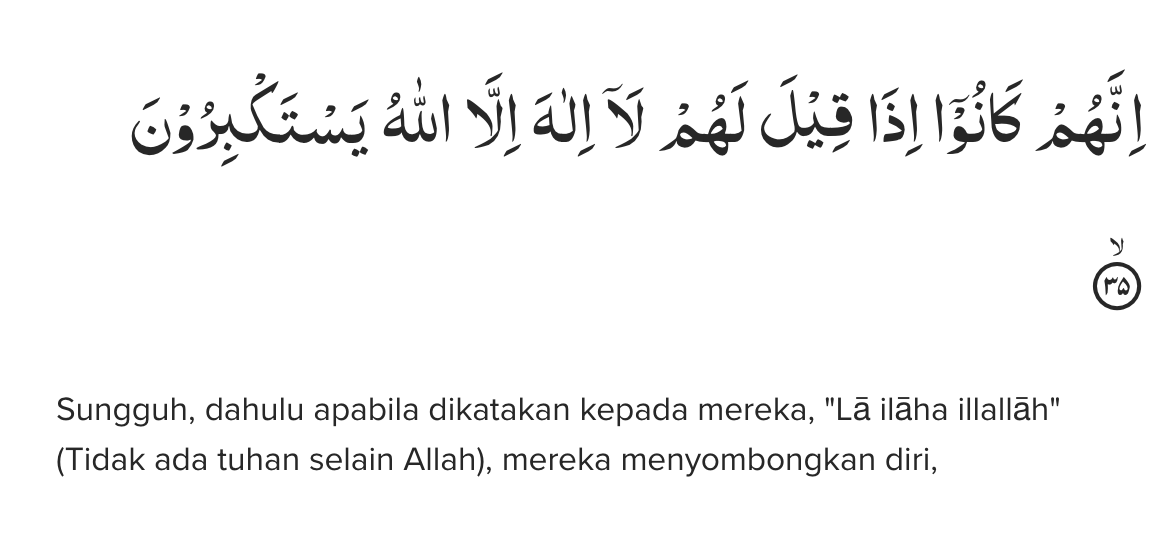 اِنَّهُمْ كَانُوْٓا اِذَا قِيْلَ لَهُمْ لَآ اِلٰهَ اِلَّا اللّٰهُ يَسْتَكْبِرُوْنَ
ۙ
۳۵
Sungguh, dahulu apabila dikatakan kepada mereka, "Lā ilāha illallāh"
(Tidak ada tuhan selain Allah), mereka menyombongkan diri,